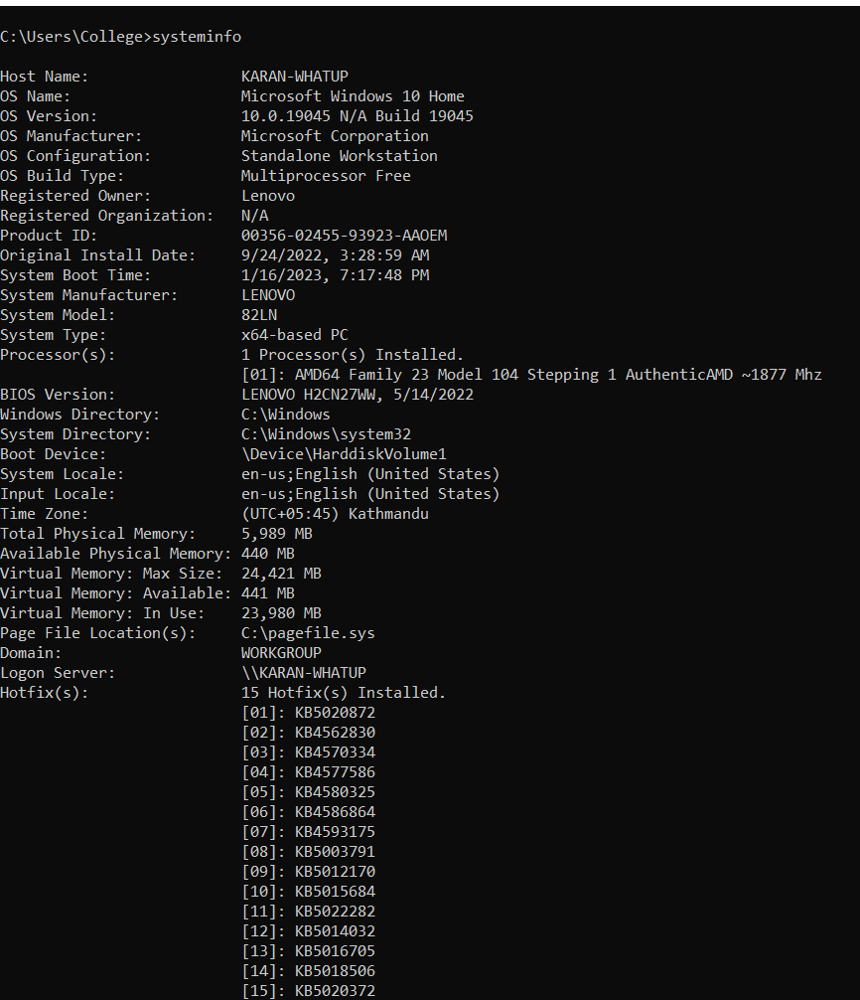 C:\Users\College>systeminfo
Host Name: KARAN-WHATUP
OS Name: Microsoft Windows 10 Home
OS Version: 10.0.19045 N/A Build 19045
OS Manufacturer: Microsoft Corporation
OS Configuration: Standalone Workstation
OS Build Type: Multiprocessor Free
Registered Owner: Lenovo
Registered Organization: N/A
Product ID: 00356-02455-93923-AAOEM
Original Install Date: 9/24/2022, 3:28:59 AM
System Boot Time: 1/16/2023, 7:17:48 PM
System Manufacturer: LENOVO
System Model: 82LN
System Type: x64-based PC
Processor(s): 1 Processor(s) Installed.
[01]: AMD64 Family 23 Model 104 Stepping 1 AuthenticAMD ~1877 Mhz
BIOS Version: LENOVO H2CN27WW, 5/14/2022
Windows Directory: C:\Windows
System Directory: C:\Windows\system32
Boot Device: \Device\HarddiskVolume1
System Locale: en-us;English (United States)
Input Locale: en-us;English (United States)
Time Zone: (UTC+05:45) Kathmandu
Total Physical Memory: 5,989 MB
Available Physical Memory: 440 MB
Virtual Memory: Max Size: 24,421 MB
Virtual Memory: Available: 441 MB
Virtual Memory: In Use: 23,980 MB
Page File Location(s): C:\pagefile.sys
Domain: WORKGROUP
Logon Server: \\KARAN-WHATUP
Hotfix(s): 15 Hotfix(s) Installed.
[01]: KB5020872
[02]: KB4562830
[03]: KB4570334
[04]: KB4577586
[05]: KB4580325
[06]: KB4586864
[07]: KB4593175
[08]: KB5003791
[09]: KB5012170
[10]: KB5015684
[11]: KB5022282
[12]: KB5014032
[13]: KB5016705
[14]: KB5018506
[15]: KB5020372